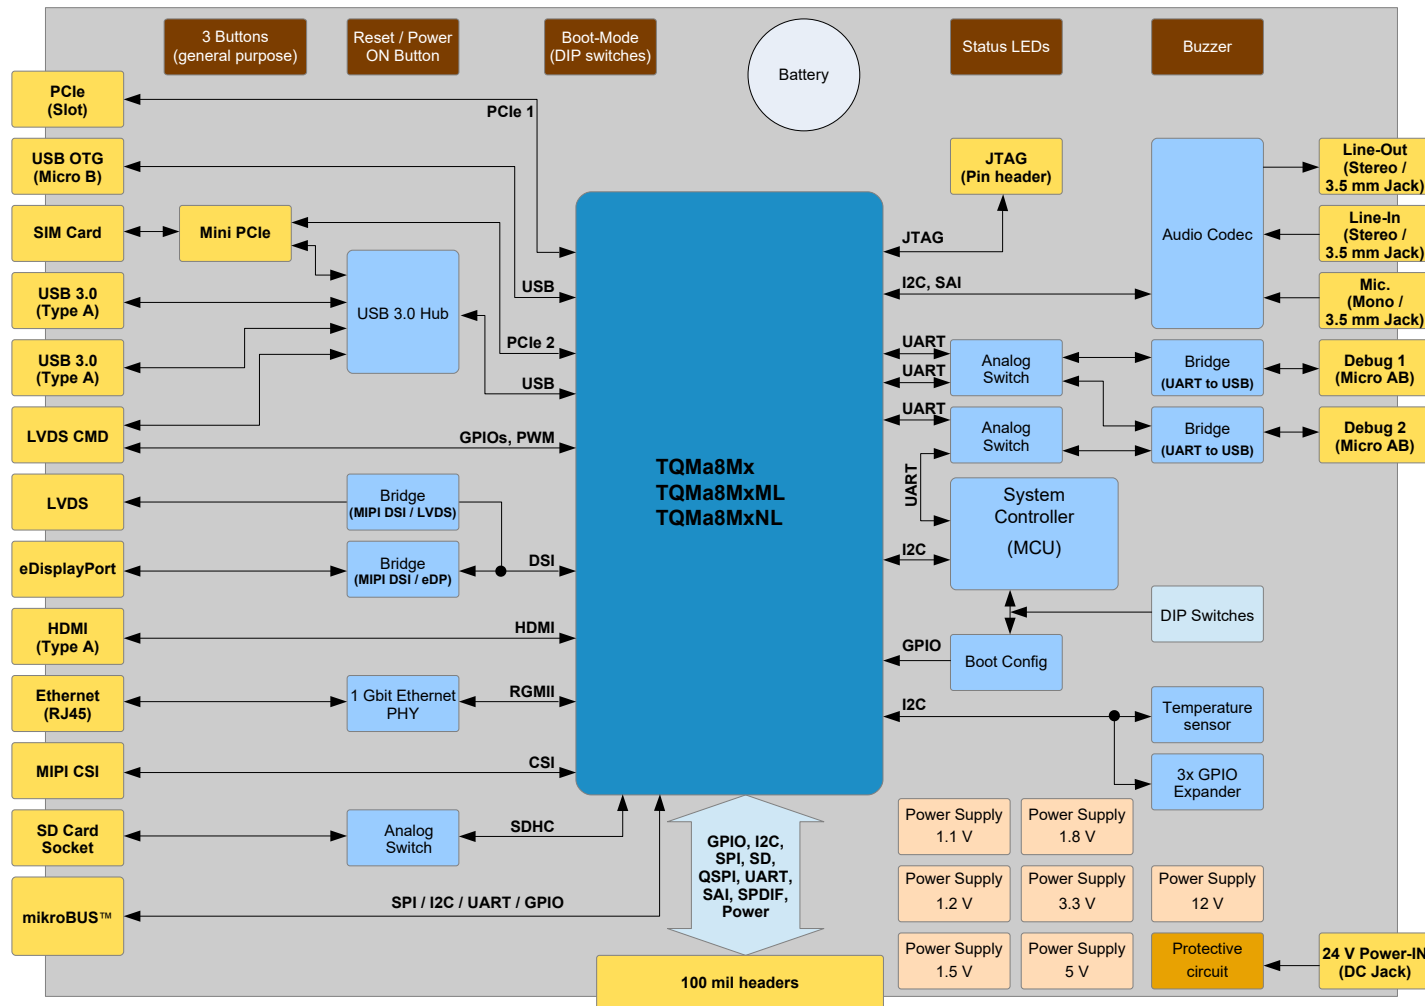 3 Buttons
(general purpose)
Reset / Power
ON Button
Boot-Mode
(DIP switches)
Battery
Status LEDs
Buzzer
PCIe
(Slot)
PCIe 1
USB OTG
(Micro B)
USB
SIM Card
Mini PCIe
USB 3.0
(Type A)
USB 3.0 Hub
PCIe 2
USB 3.0
(Type A)
USB
LVDS CMD
GPIOs, PWM
LVDS
Bridge
(MIPI DSI / LVDS)
eDisplayPort
Bridge
(MIPI DSI / eDP)
DSI
HDMI
(Type A)
HDMI
Ethernet
(RJ45)
1 Gbit Ethernet
PHY
RGMII
MIPI CSI
CSI
SD Card
Socket
Analog
Switch
SDHC
mikroBUS™
SPI / I2C / UART / GPIO
TQMa8Mx
TQMa8MxML
TQMa8MxNL
GPIO, I2C,
SPI, SD,
QSPI, UART,
SAI, SPDIF,
Power
100 mil headers
JTAG
(Pin header)
JTAG
I2C, SAI
Audio Codec
Line-Out
(Stereo /
3.5 mm Jack)
Line-In
(Stereo /
3.5 mm Jack)
Mic.
(Mono /
3.5 mm Jack)
UART
UART
Analog
Switch
Bridge
(UART to USB)
Debug 1
(Micro AB)
UART
Analog
Switch
Bridge
(UART to USB)
Debug 2
(Micro AB)
UART
System
Controller
(MCU)
I2C
DIP Switches
GPIO
Boot Config
I2C
Temperature
sensor
3x GPIO
Expander
Power Supply
1.1 V
Power Supply
1.8 V
Power Supply
1.2 V
Power Supply
3.3 V
Power Supply
12 V
Power Supply
1.5 V
Power Supply
5 V
Protective
circuit
24 V Power-IN
(DC Jack)